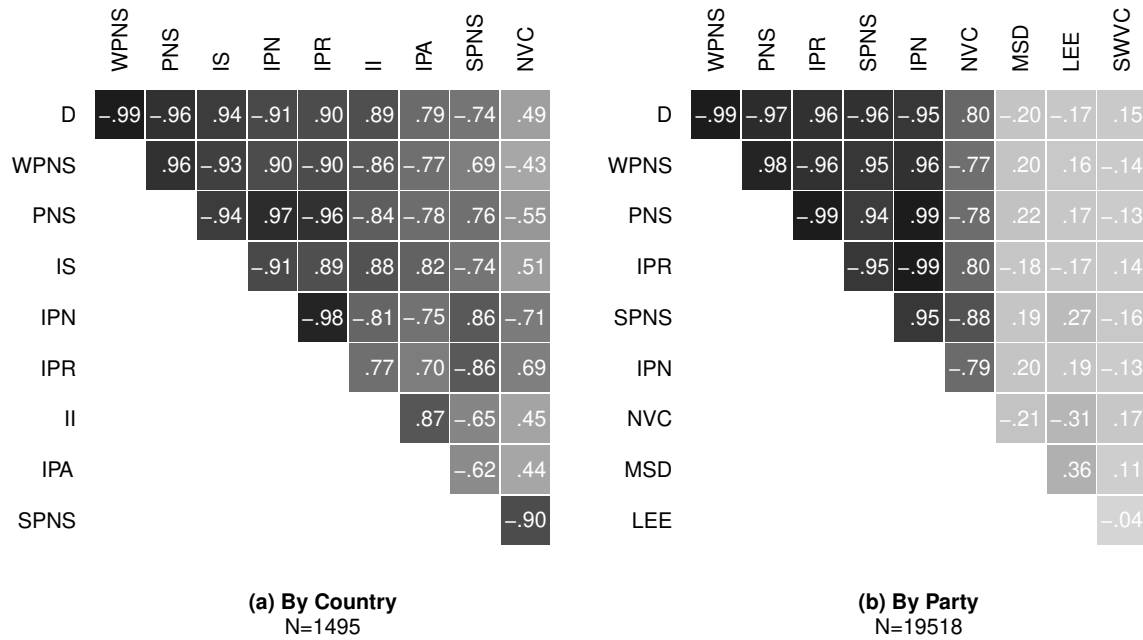 WPNS PNS IS IPN IPR II IPA SPNS NVC
D −.99 −.96 .94 −.91 .90 .89 .79 −.74 .49
WPNS .96 −.93 .90 −.90 −.86 −.77 .69 −.43
PNS −.94 .97 −.96 −.84 −.78 .76 −.55
IS −.91 .89 .88 .82 −.74 .51
IPN −.98 −.81 −.75 .86 −.71
IPR .77 .70 −.86 .69
II .87 −.65 .45
IPA −.62 .44
SPNS −.90
(a) By Country
N=1495
WPNS PNS IPR SPNS IPN NVC MSD LEE SWVC
D −.99 −.97 .96 −.96 −.95 .80 −.20 −.17 .15
WPNS .98 −.96 .95 .96 −.77 .20 .16 −.14
PNS −.99 .94 .99 −.78 .22 .17 −.13
IPR −.95 −.99 .80 −.18 −.17 .14
SPNS .95 −.88 .19 .27 −.16
IPN −.79 .20 .19 −.13
NVC −.21 −.31 .17
MSD .36 .11
LEE −.04
(b) By Party
N=19518